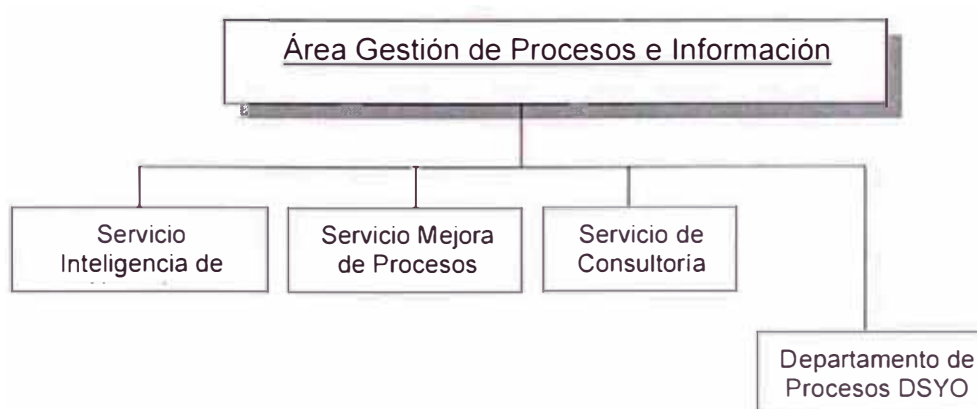 Área Gestión de Procesos e Información
Servicio
Inteligencia de
Servicio Mejora
de Procesos
Servicio de
Consultoría
Departamento de
Procesos DSYO